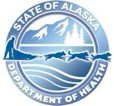 STATE OF ALASKA
DEPARTMENT OF HEALTH